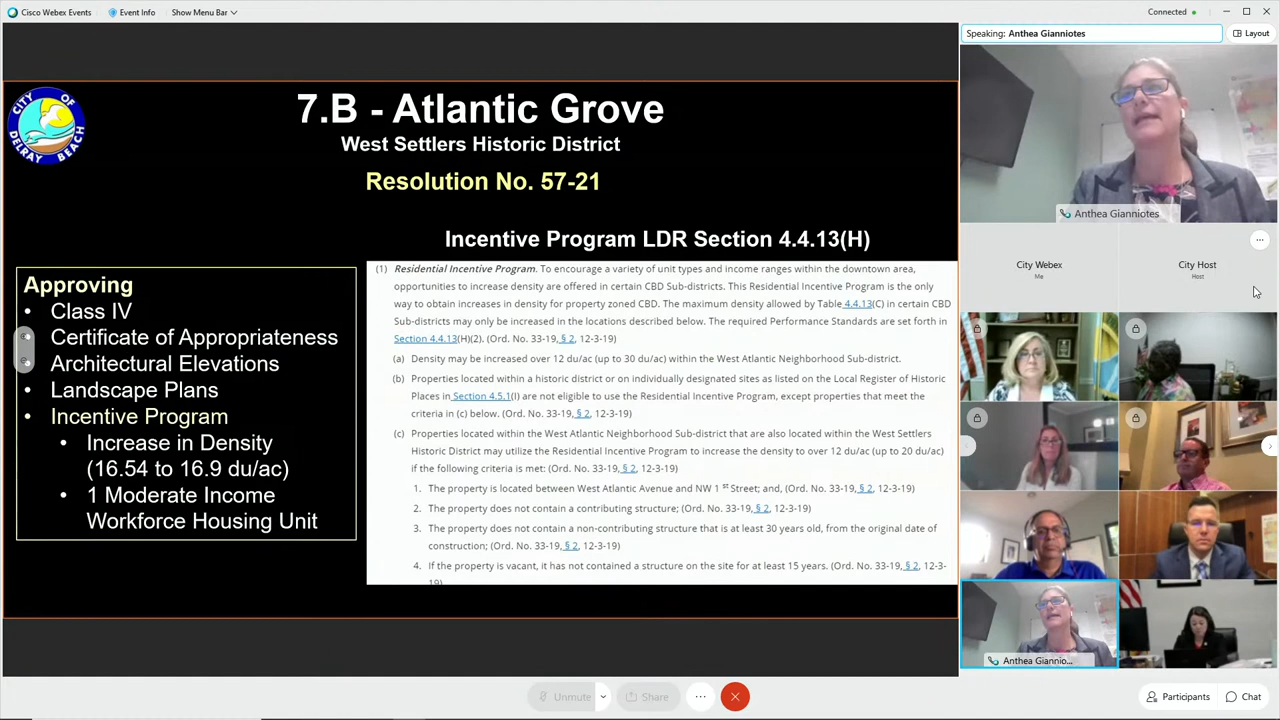 Cisco Webex Events
Event Info
Show Menu Bar
Connected
Speaking: Anthea Gianniotes
Layout
CITY OF
DELRAY BEACH
7.B - Atlantic Grove
West Settlers Historic District
Resolution No. 57-21
Incentive Program LDR Section 4.4.13(H)
Approving
• Class IV
• Certificate of Appropriateness
• Architectural Elevations
• Landscape Plans
• Incentive Program
• Increase in Density
(16.54 to 16.9 du/ac)
• 1 Moderate Income
Workforce Housing Unit
(1) Residential Incentive Program. To encourage a variety of unit types and income ranges within the downtown area,
opportunities to increase density are offered in certain CBD Sub-districts. This Residential Incentive Program is the only
way to obtain increases in density for property zoned CBD. The maximum density allowed by Table 4.4.13(C) in certain CBD
Sub-districts may only be increased in the locations described below. The required Performance Standards are set forth in
Section 4.4.13(H)(2). (Ord. No. 33-19, § 2, 12-3-19)
(a) Density may be increased over 12 du/ac (up to 30 du/ac) within the West Atlantic Neighborhood Sub-district.
(b) Properties located within a historic district or on individually designated sites as listed on the Local Register of Historic
Places in Section 4.5.1(I) are not eligible to use the Residential Incentive Program, except properties that meet the
criteria in (c) below. (Ord. No. 33-19, § 2, 12-3-19)
(c) Properties located within the West Atlantic Neighborhood Sub-district that are also located within the West Settlers
Historic District may utilize the Residential Incentive Program to increase the density to over 12 du/ac (up to 20 du/ac)
if the following criteria is met: (Ord. No. 33-19, § 2, 12-3-19)
1. The property is located between West Atlantic Avenue and NW 1 st Street; and, (Ord. No. 33-19, § 2, 12-3-19)
2. The property does not contain a contributing structure; (Ord. No. 33-19, § 2, 12-3-19)
3. The property does not contain a non-contributing structure that is at least 30 years old, from the original date of
construction; (Ord. No. 33-19, § 2, 12-3-19)
4. If the property is vacant, it has not contained a structure on the site for at least 15 years. (Ord. No. 33-19, § 2, 12-3-
19)
Anthea Gianniotes
City Webex
Me
City Host
Host
Anthea Giannio...
Unmute
Share
Participants
Chat